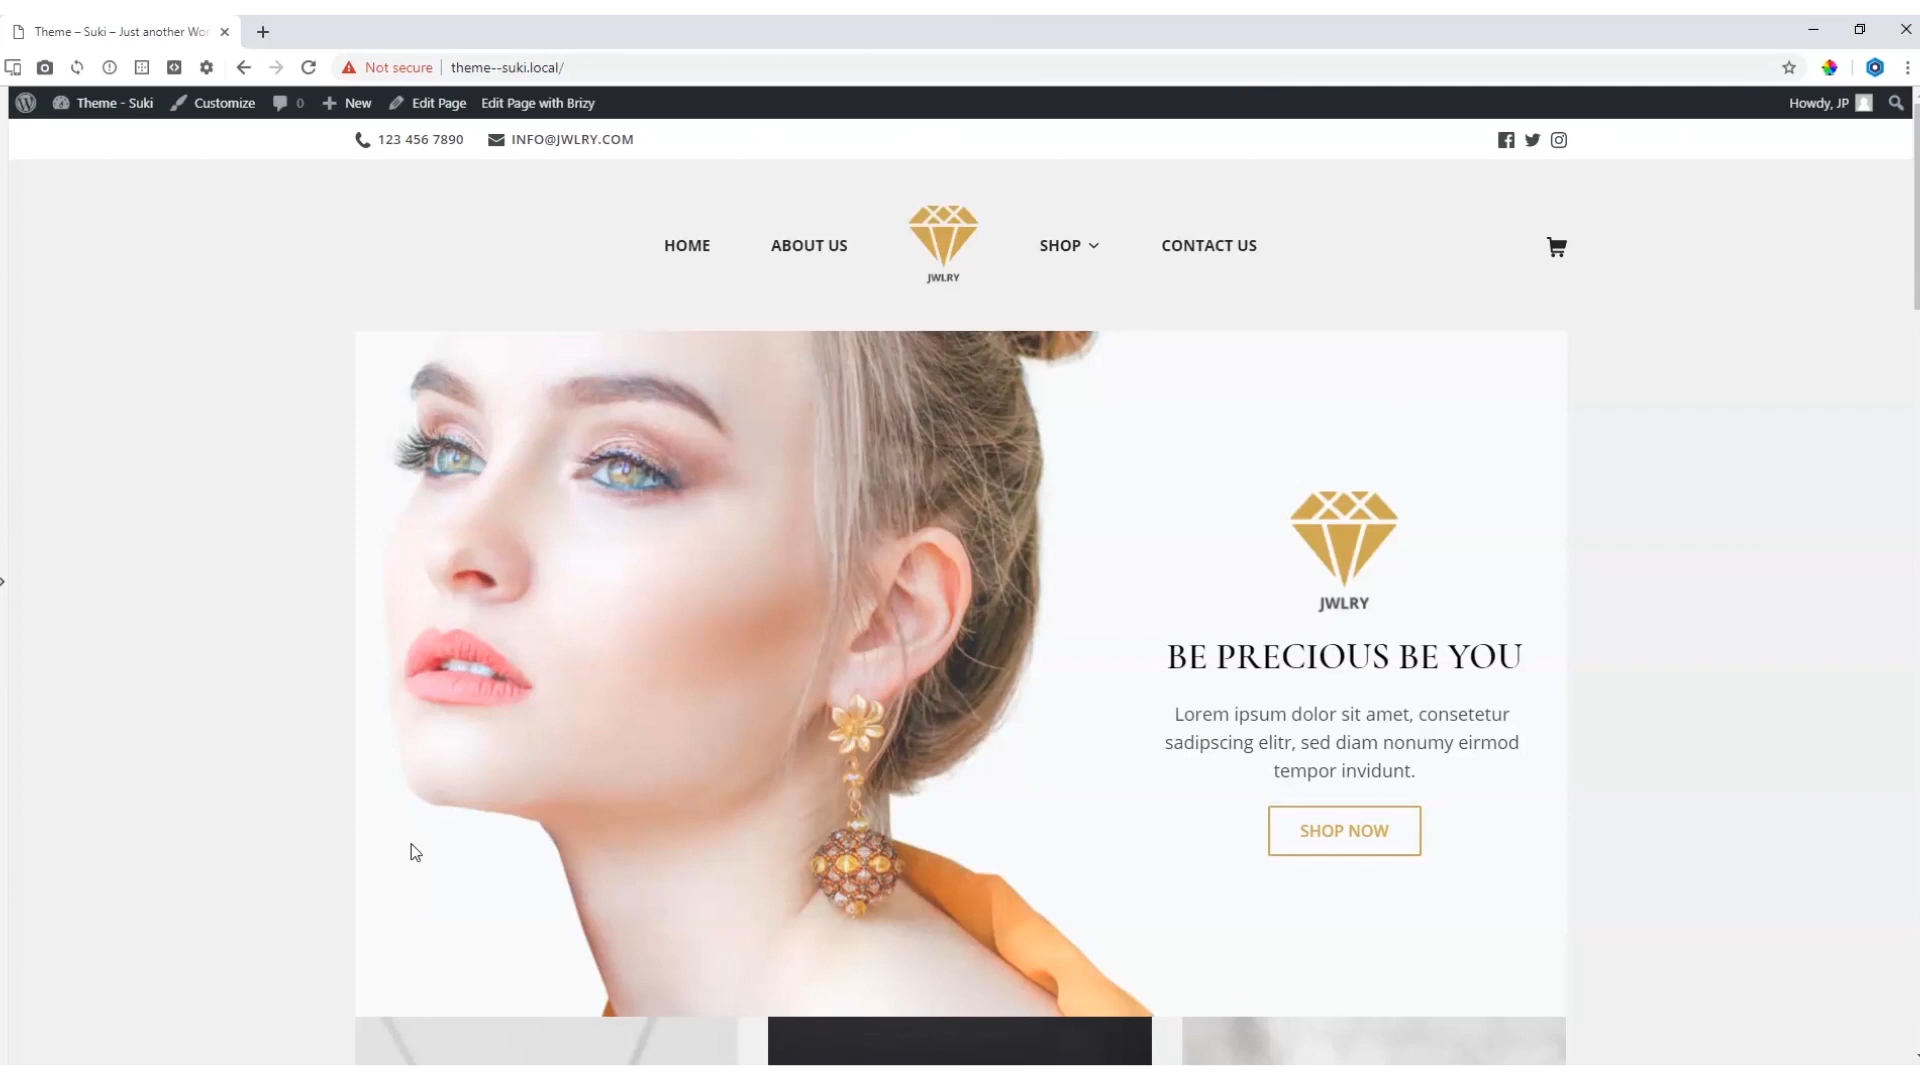 Theme – Suki – Just another Wor
Not secure
theme--suki.local/
Theme - Suki
Customize
0
New
Edit Page
Edit Page with Brizy
Howdy, JP
123 456 7890
INFO@JWLRY.COM
HOME
ABOUT US
JWLRY
SHOP
CONTACT US
JWLRY
BE PRECIOUS BE YOU
Lorem ipsum dolor sit amet, consetetur
sadipscing elitr, sed diam nonumy eirmod
tempor invidunt.
SHOP NOW